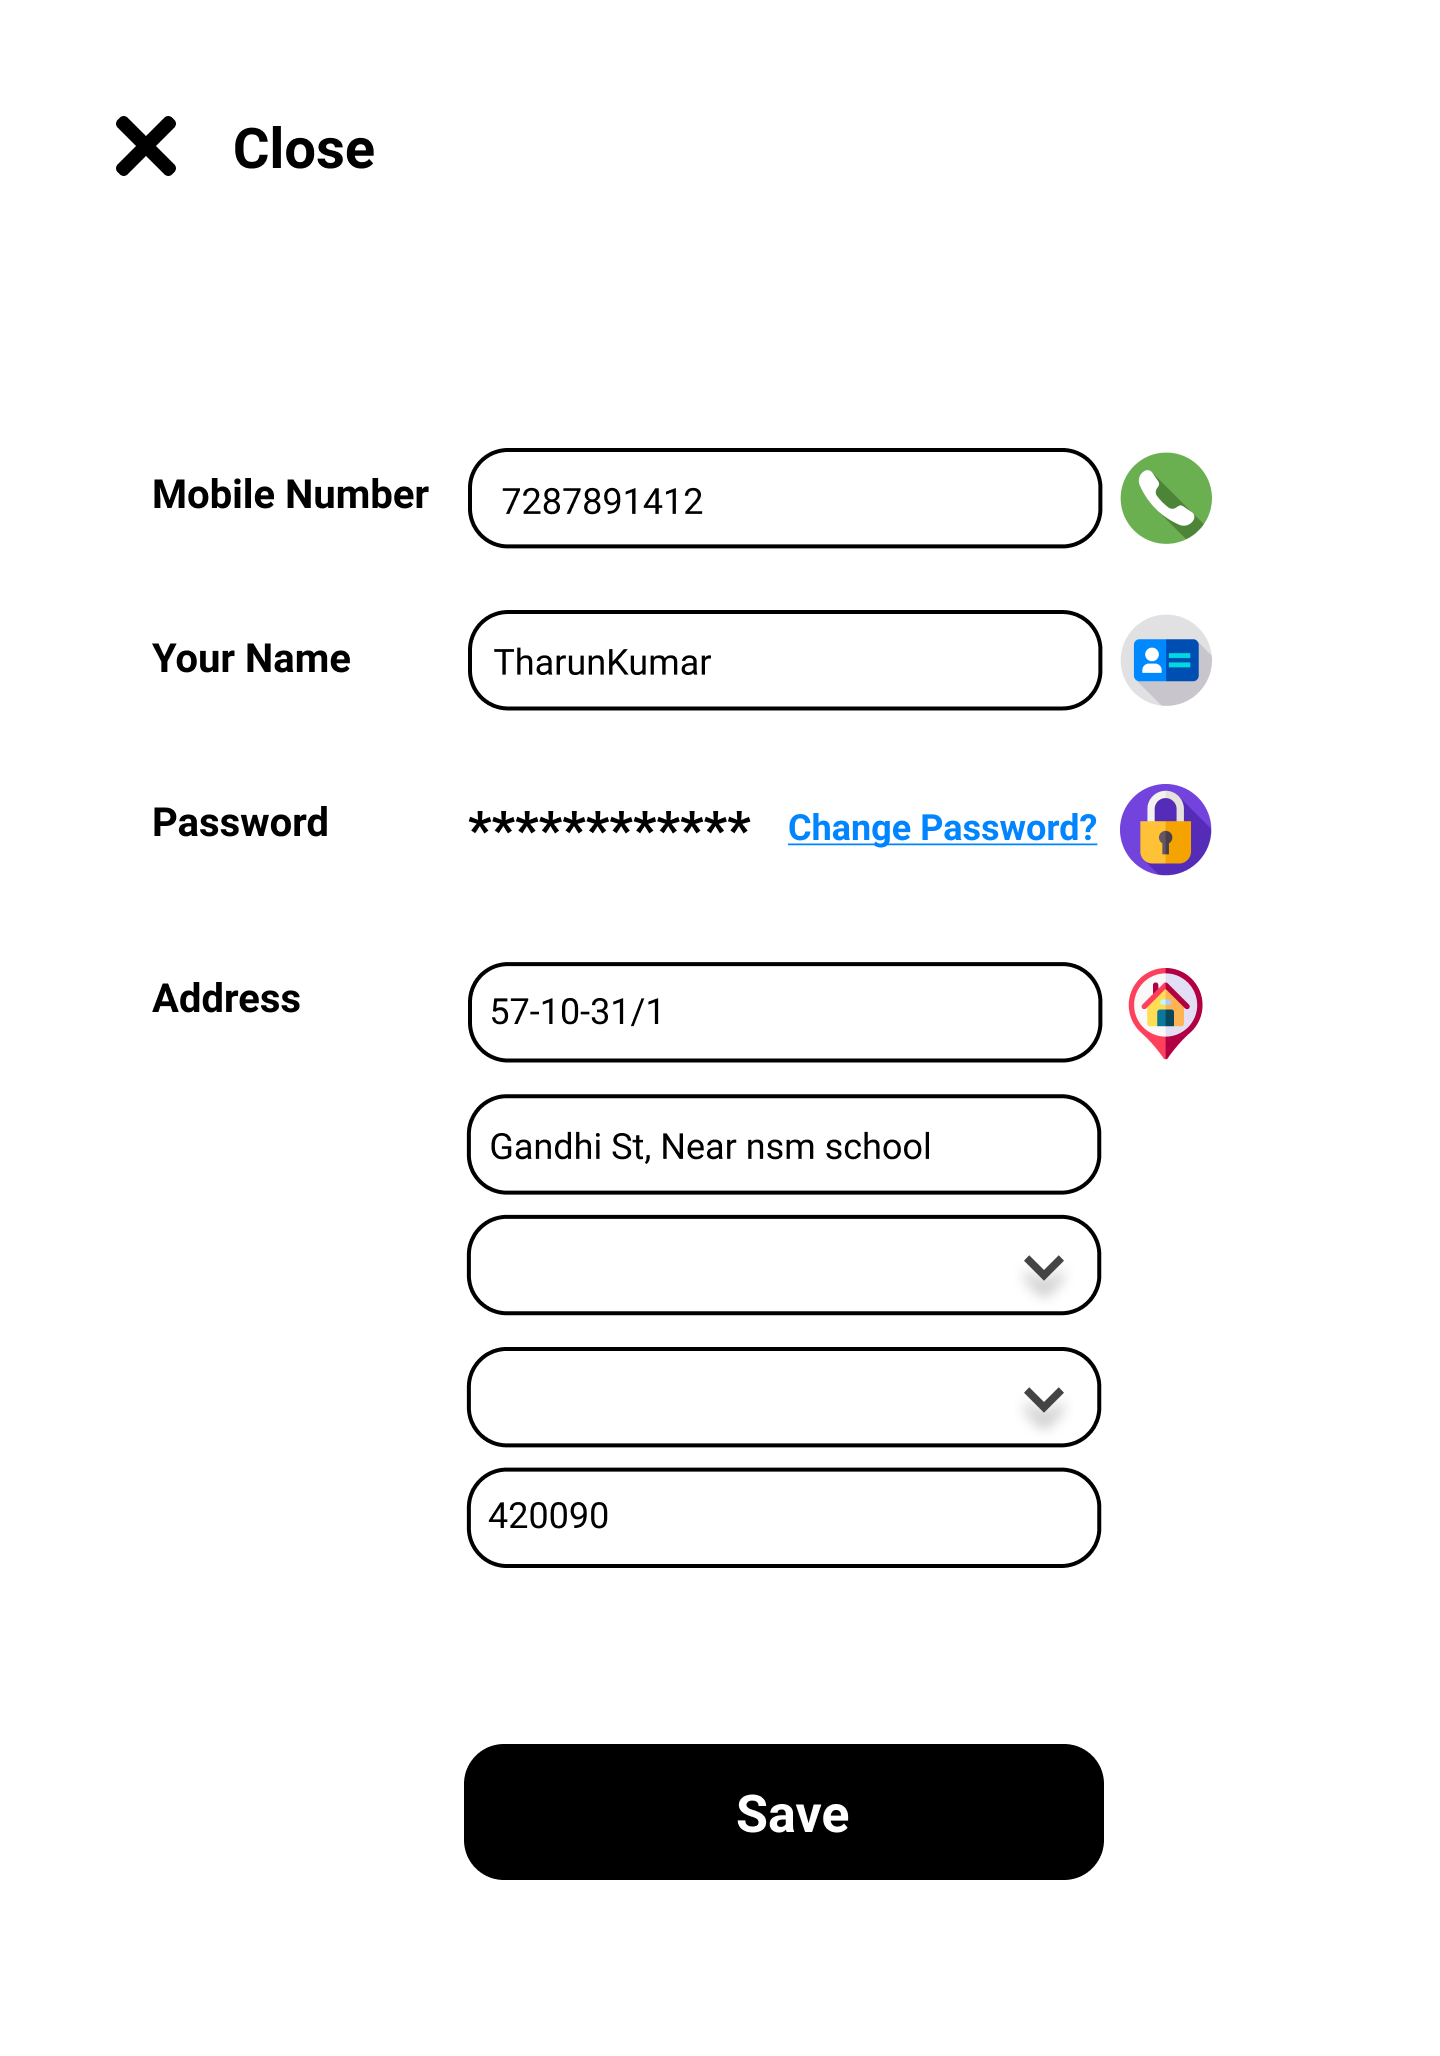 Close
Mobile Number 7287891412
Your Name TharunKumar
Password ************ Change Password?
Address 57-10-31/1
Gandhi St, Near nsm school
420090
Save